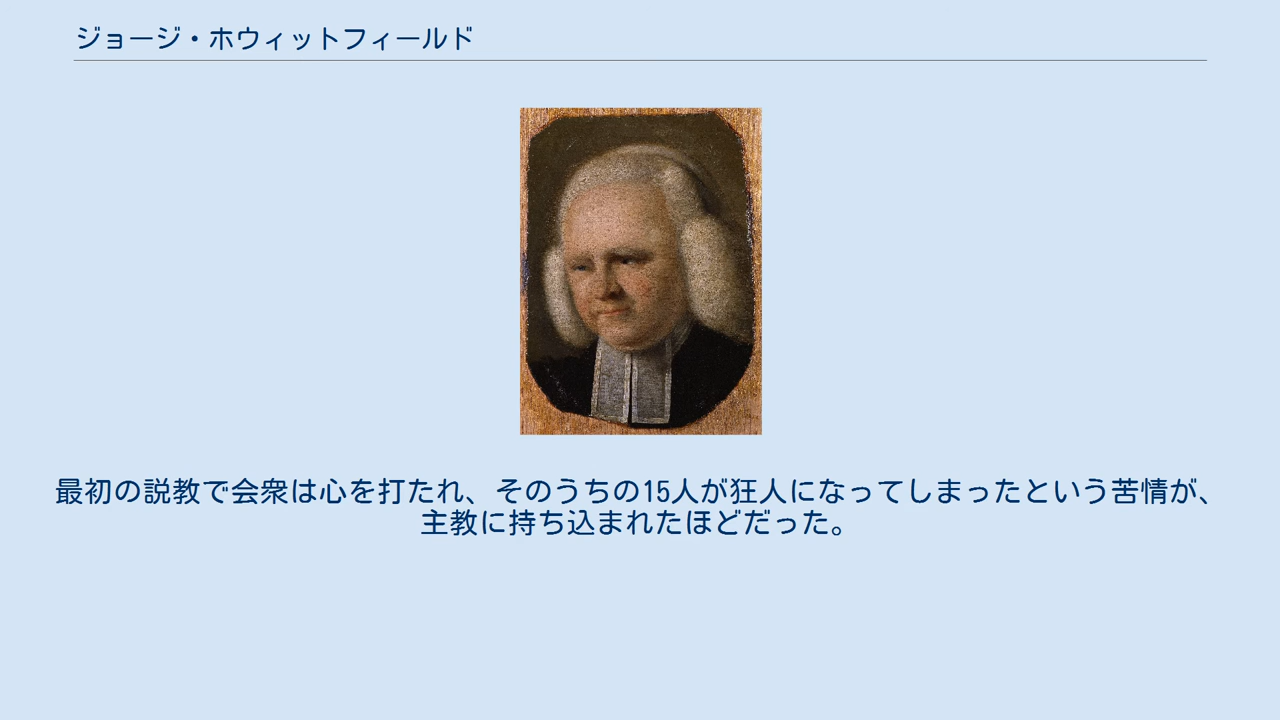 ジョージ・ホウィットフィールド
最初の説教で会衆は心を打たれ、そのうちの15人が狂人になってしまったという苦情が、
主教に持ち込まれたほどだった。